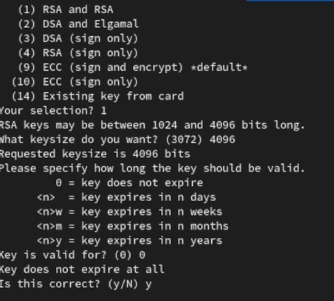 (1) RSA and RSA
(2) DSA and Elgamal
(3) DSA (sign only)
(4) RSA (sign only)
(9) ECC (sign and encrypt) *default*
(10) ECC (sign only)
(14) Existing key from card
Your selection? 1
RSA keys may be between 1024 and 4096 bits long.
What keysize do you want? (3072) 4096
Requested keysize is 4096 bits
Please specify how long the key should be valid.
0 = key does not expire
<n> = key expires in n days
<n>w = key expires in n weeks
<n>m = key expires in n months
<n>y = key expires in n years
Key is valid for? (0) 0
Key does not expire at all
Is this correct? (y/N) y